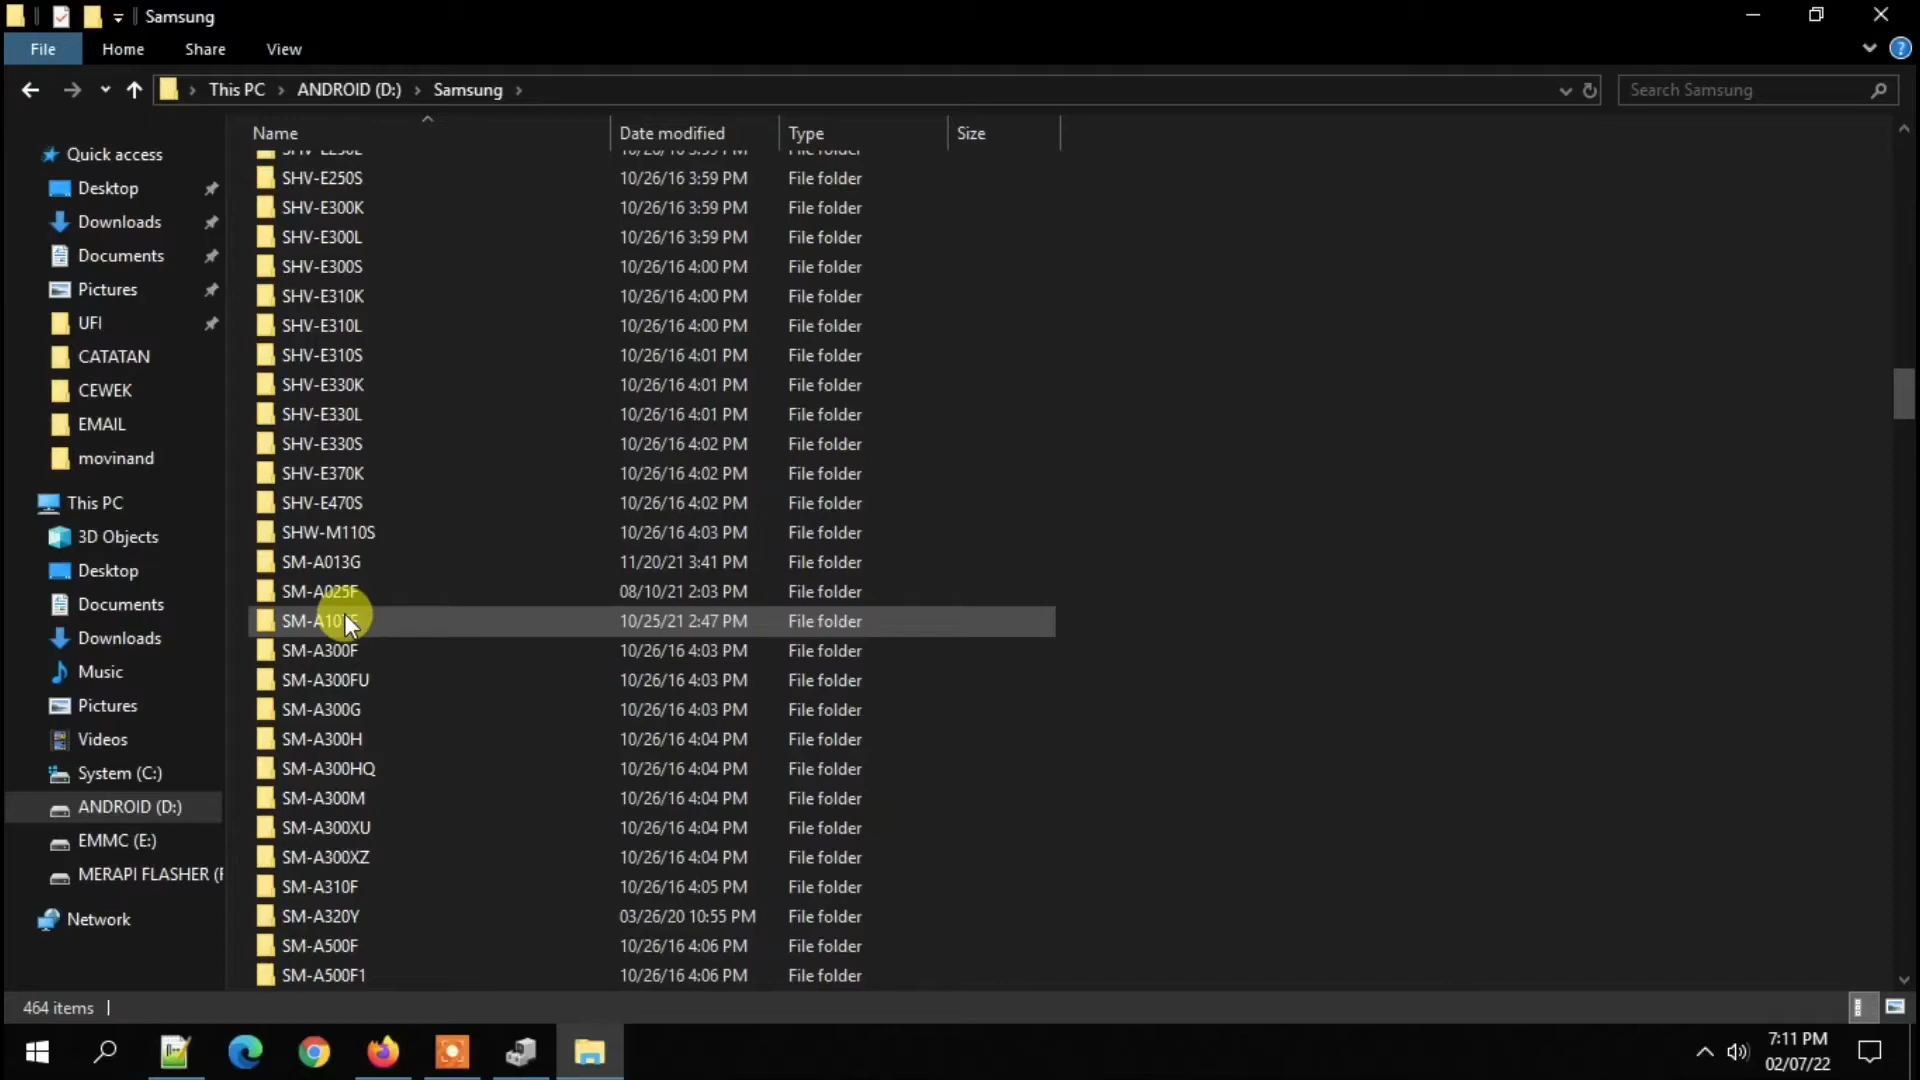 Samsung
File Home Share View
This PC ANDROID (D:) Samsung
Search Samsung
Name Date modified Type Size
Quick access
Desktop
Downloads
Documents
Pictures
UFI
CATATAN
CEWEK
EMAIL
movinand
This PC
3D Objects
Desktop
Documents
Downloads
Music
Pictures
Videos
System (C:)
ANDROID (D:)
EMMC (E:)
MERAPI FLASHER (F
Network
SHV-E250S 10/26/16 3:59 PM File folder
SHV-E300K 10/26/16 3:59 PM File folder
SHV-E300L 10/26/16 3:59 PM File folder
SHV-E300S 10/26/16 4:00 PM File folder
SHV-E310K 10/26/16 4:00 PM File folder
SHV-E310L 10/26/16 4:00 PM File folder
SHV-E310S 10/26/16 4:01 PM File folder
SHV-E330K 10/26/16 4:01 PM File folder
SHV-E330L 10/26/16 4:01 PM File folder
SHV-E330S 10/26/16 4:02 PM File folder
SHV-E370K 10/26/16 4:02 PM File folder
SHV-E470S 10/26/16 4:02 PM File folder
SHW-M110S 10/26/16 4:03 PM File folder
SM-A013G 11/20/21 3:41 PM File folder
SM-A025F 08/10/21 2:03 PM File folder
10/25/21 2:47 PM File folder
SM-A300F 10/26/16 4:03 PM File folder
SM-A300FU 10/26/16 4:03 PM File folder
SM-A300G 10/26/16 4:03 PM File folder
SM-A300H 10/26/16 4:04 PM File folder
SM-A300HQ 10/26/16 4:04 PM File folder
SM-A300M 10/26/16 4:04 PM File folder
SM-A300XU 10/26/16 4:04 PM File folder
SM-A300XZ 10/26/16 4:04 PM File folder
SM-A310F 10/26/16 4:05 PM File folder
SM-A320Y 03/26/20 10:55 PM File folder
SM-A500F 10/26/16 4:06 PM File folder
SM-A500F1 10/26/16 4:06 PM File folder
464 items
7:11 PM
02/07/22